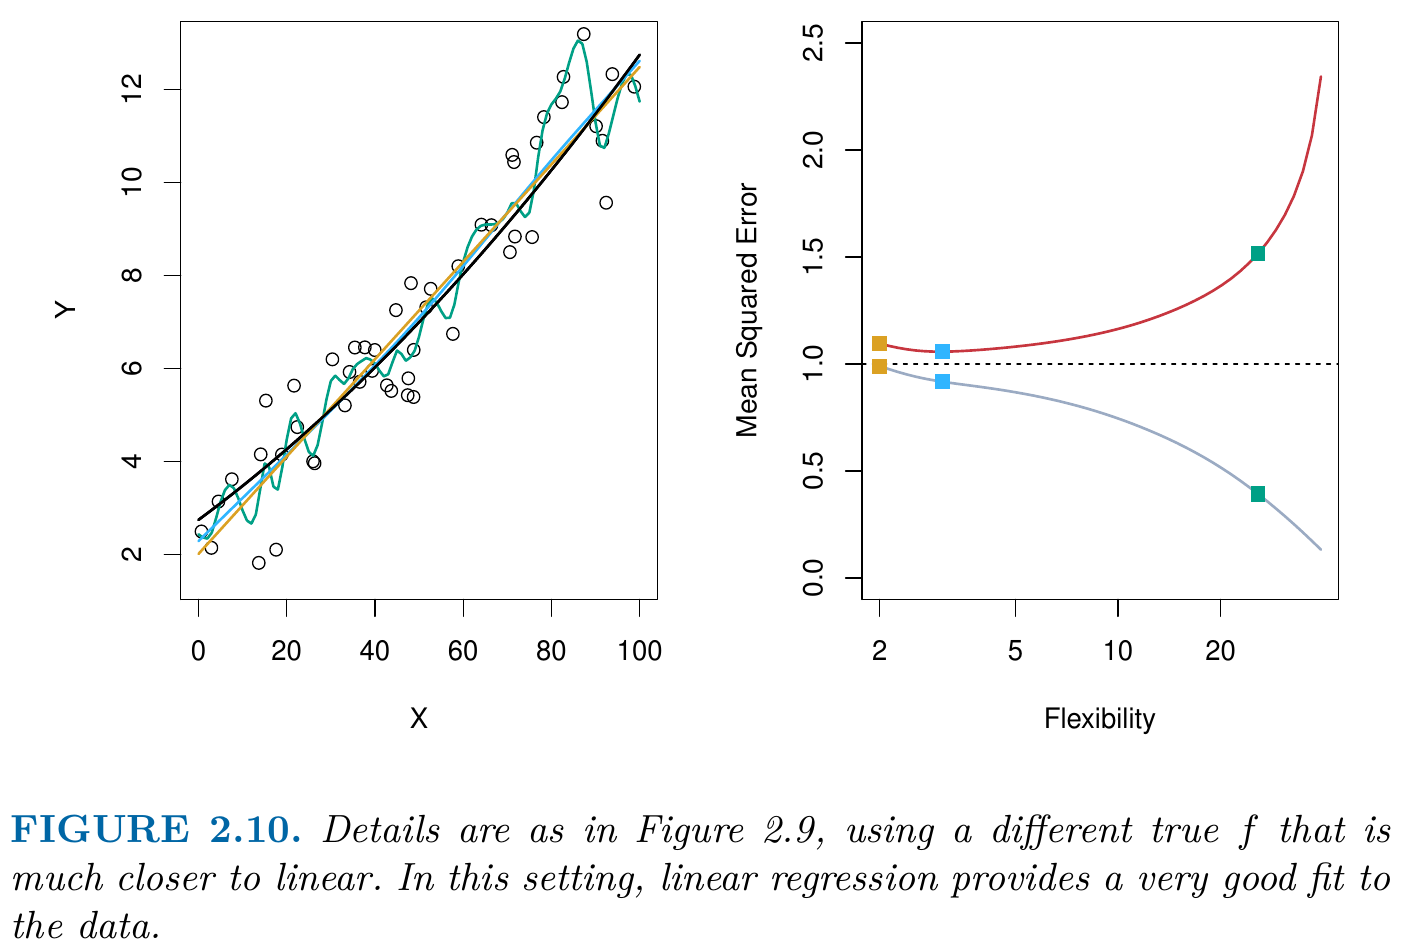 Y
12
10
8
6
4
2
0 20 40 60 80 100
X
Mean Squared Error
2.5
2.0
1.5
1.0
0.5
0.0
2 5 10 20
Flexibility
FIGURE 2.10. Details are as in Figure 2.9, using a different true f that is
much closer to linear. In this setting, linear regression provides a very good fit to
the data.